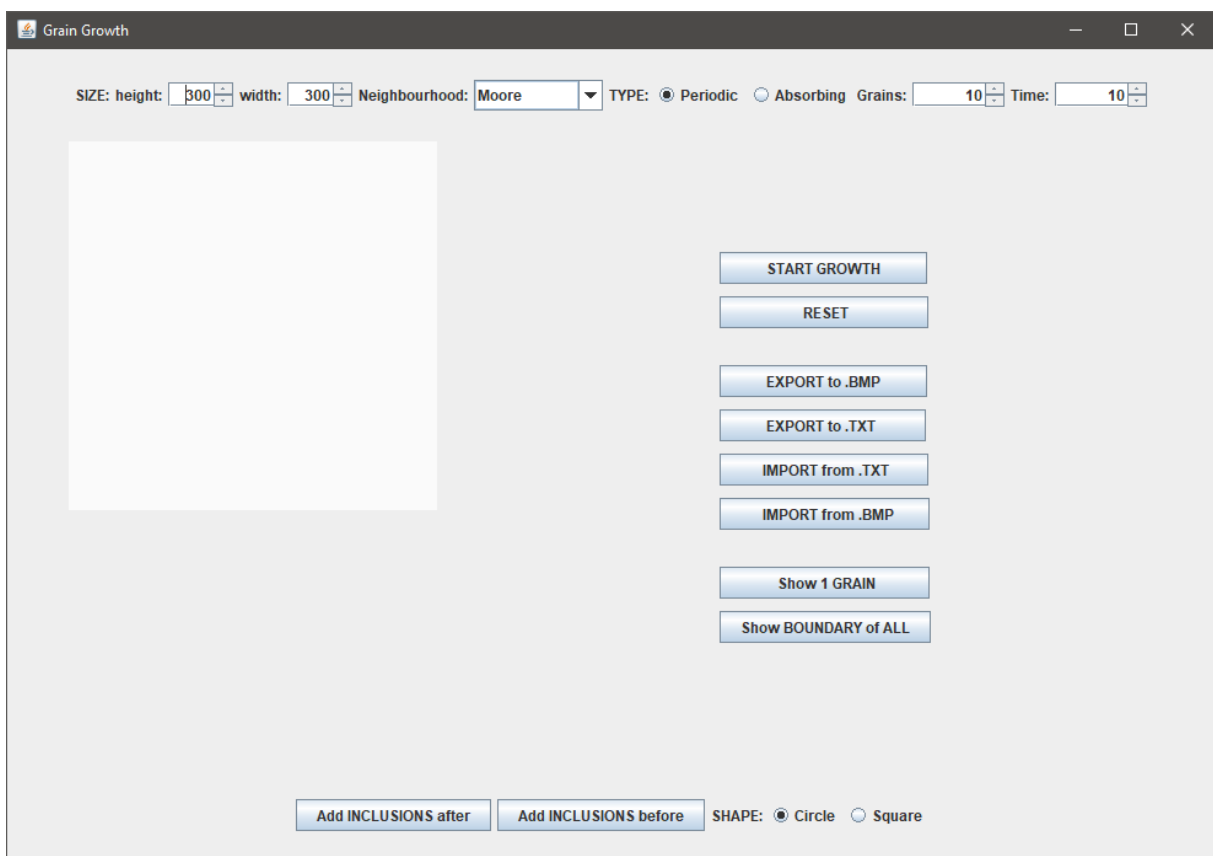 Grain Growth
SIZE: height: 300 width: 300 Neighbourhood: Moore TYPE: Periodic Absorbing Grains: 10 Time: 10
START GROWTH
RESET
EXPORT to .BMP
EXPORT to .TXT
IMPORT from .TXT
IMPORT from .BMP
Show 1 GRAIN
Show BOUNDARY of ALL
Add INCLUSIONS after Add INCLUSIONS before SHAPE: Circle Square